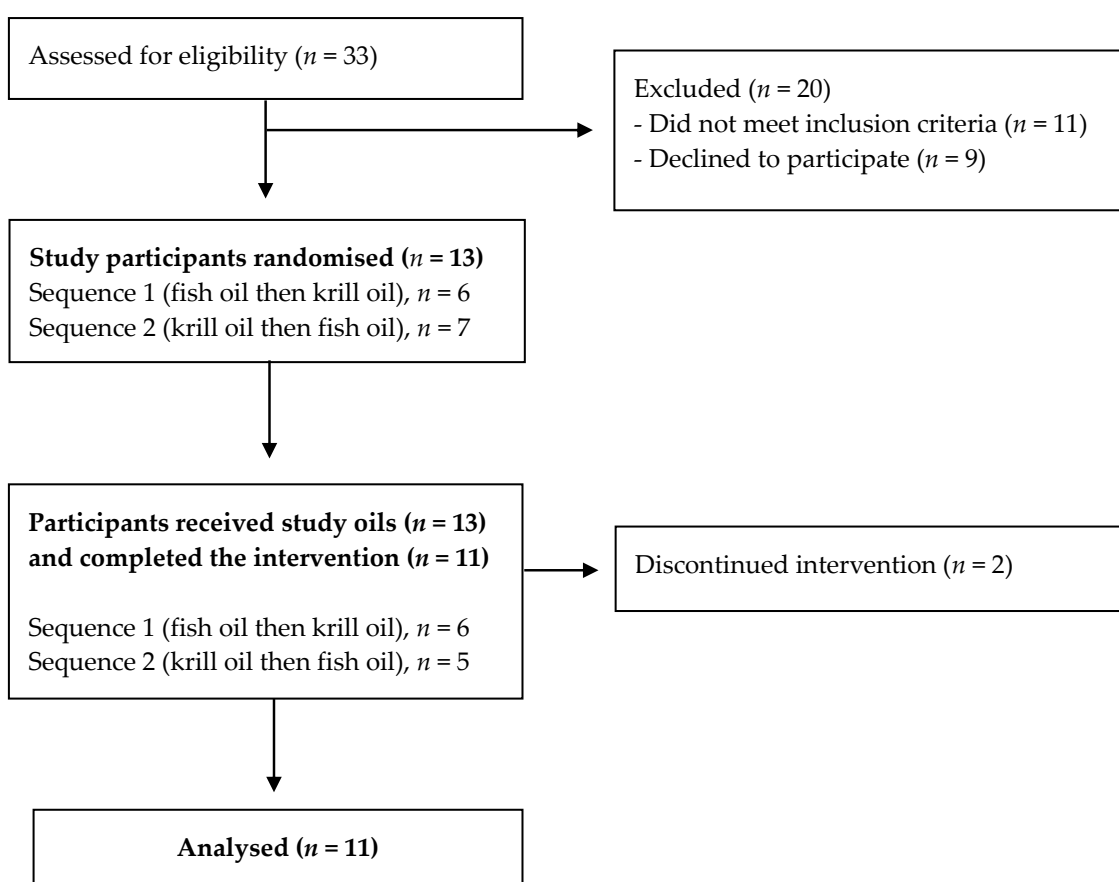 Assessed for eligibility (n = 33)
Excluded (n = 20)
- Did not meet inclusion criteria (n = 11)
- Declined to participate (n = 9)
Study participants randomised (n = 13)
Sequence 1 (fish oil then krill oil), n = 6
Sequence 2 (krill oil then fish oil), n = 7
Participants received study oils (n = 13)
and completed the intervention (n = 11)
Sequence 1 (fish oil then krill oil), n = 6
Sequence 2 (krill oil then fish oil), n = 5
Discontinued intervention (n = 2)
Analysed (n = 11)